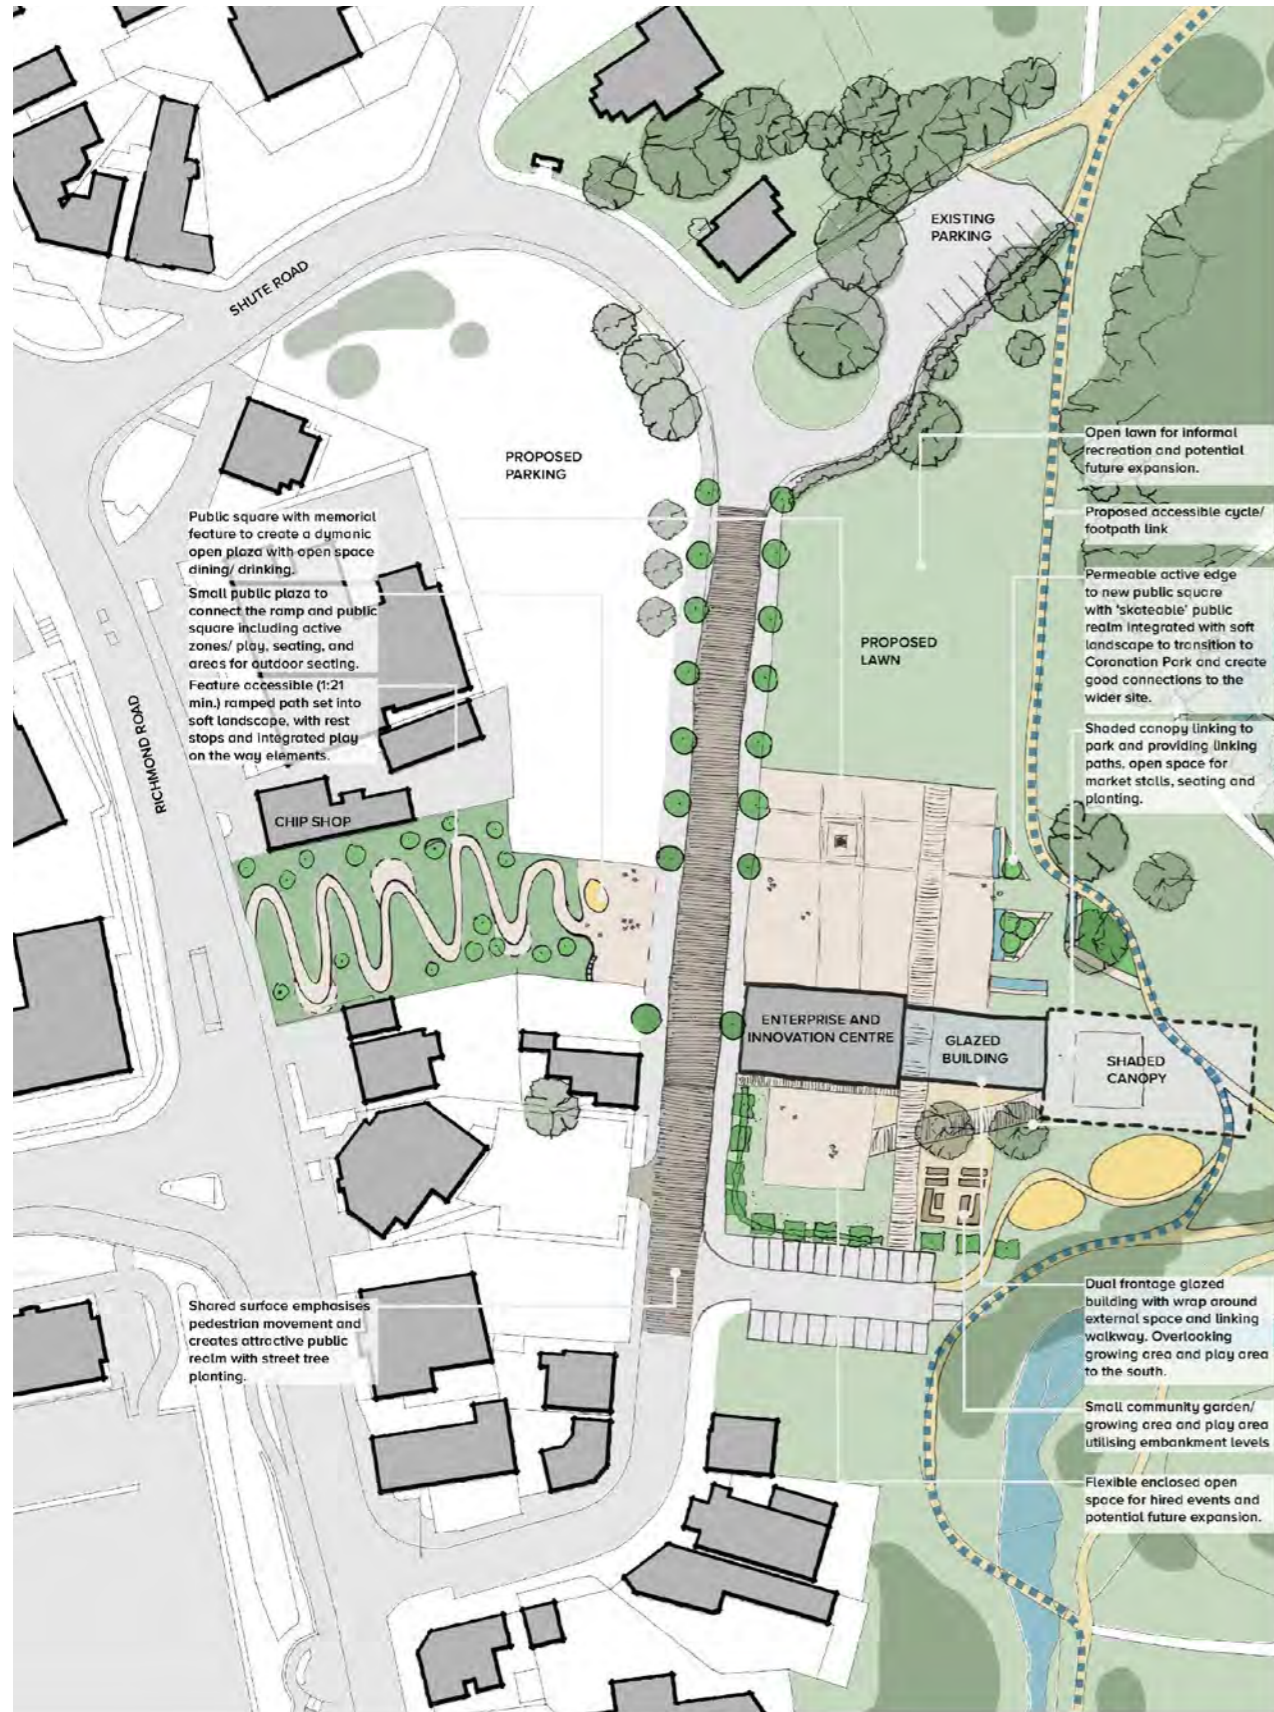 EXISTING
PARKING
SHUTE ROAD
PROPOSED
PARKING
Open lawn for informal
recreation and potential
future expansion.
Public square with memorial
feature to create a dymanic
open plaza with open space
dining/ drinking.
Proposed accessible cycle/
footpath link
Small public plaza to
connect the ramp and public
square including active
zones/ play, seating, and
areas for outdoor seating.
Permeable active edge
to new public square
with 'skateable' public
realm integrated with soft
landscape to transition to
Coronation Park and create
good connections to the
wider site.
PROPOSED
LAWN
Feature accessible (1:21
min.) ramped path set into
soft landscape, with rest
stops and integrated play
on the way elements.
RICHMOND ROAD
Shaded canopy linking to
park and providing linking
paths, open space for
market stalls, seating and
planting.
CHIP SHOP
ENTERPRISE AND
INNOVATION CENTRE
GLAZED
BUILDING
SHADED
CANOPY
Shared surface emphasises
pedestrian movement and
creates attractive public
realm with street tree
planting.
Dual frontage glazed
building with wrap around
external space and linking
walkway. Overlooking
growing area and play area
to the south.
Small community garden/
growing area and play area
utilising embankment levels
Flexible enclosed open
space for hired events and
potential future expansion.